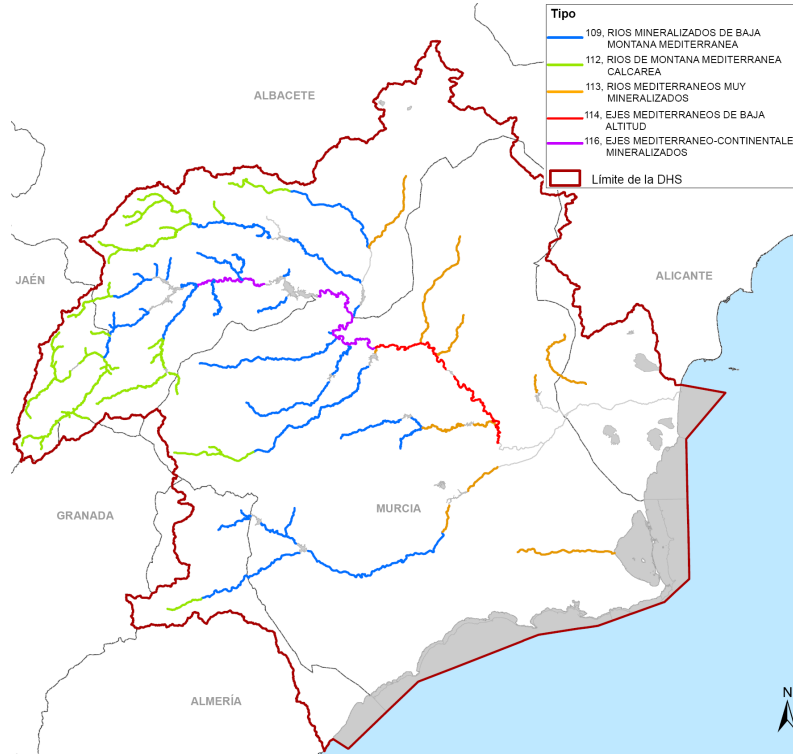 Tipo
109, RIOS MINERALIZADOS DE BAJA
MONTANA MEDITERRANEA
112, RIOS DE MONTANA MEDITERRANEA
CALCAREA
113, RIOS MEDITERRANEOS MUY
MINERALIZADOS
114, EJES MEDITERRANEOS DE BAJA
ALTITUD
116, EJES MEDITERRANEO-CONTINENTALE
MINERALIZADOS
Límite de la DHS
ALBACETE
JAÉN
ALICANTE
GRANADA
MURCIA
ALMERÍA
N